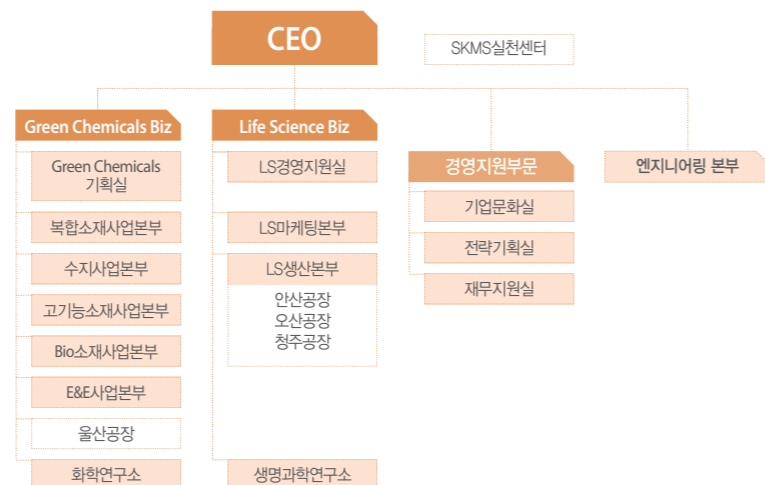 CEO
SKMS실천센터
Green Chemicals Biz
Green Chemicals
기획실
복합소재사업본부
수지사업본부
고기능소재사업본부
Bio소재사업본부
E&E사업본부
울산공장
화학연구소
Life Science Biz
LS경영지원실
LS마케팅본부
LS생산본부
안산공장
오산공장
청주공장
생명과학연구소
경영지원부문
기업문화실
전략기획실
재무지원실
엔지니어링 본부